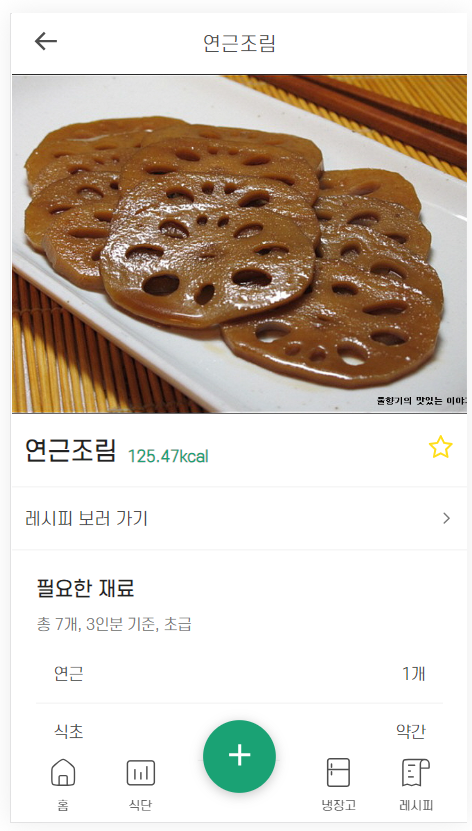 연근조림
풀향기의 맛있는 이야
연근조림 125.47kcal
레시피 보러 가기
필요한 재료
총 7개, 3인분 기준, 초급
연근 1개
식초 약간
홈 식단 냉장고 레시피